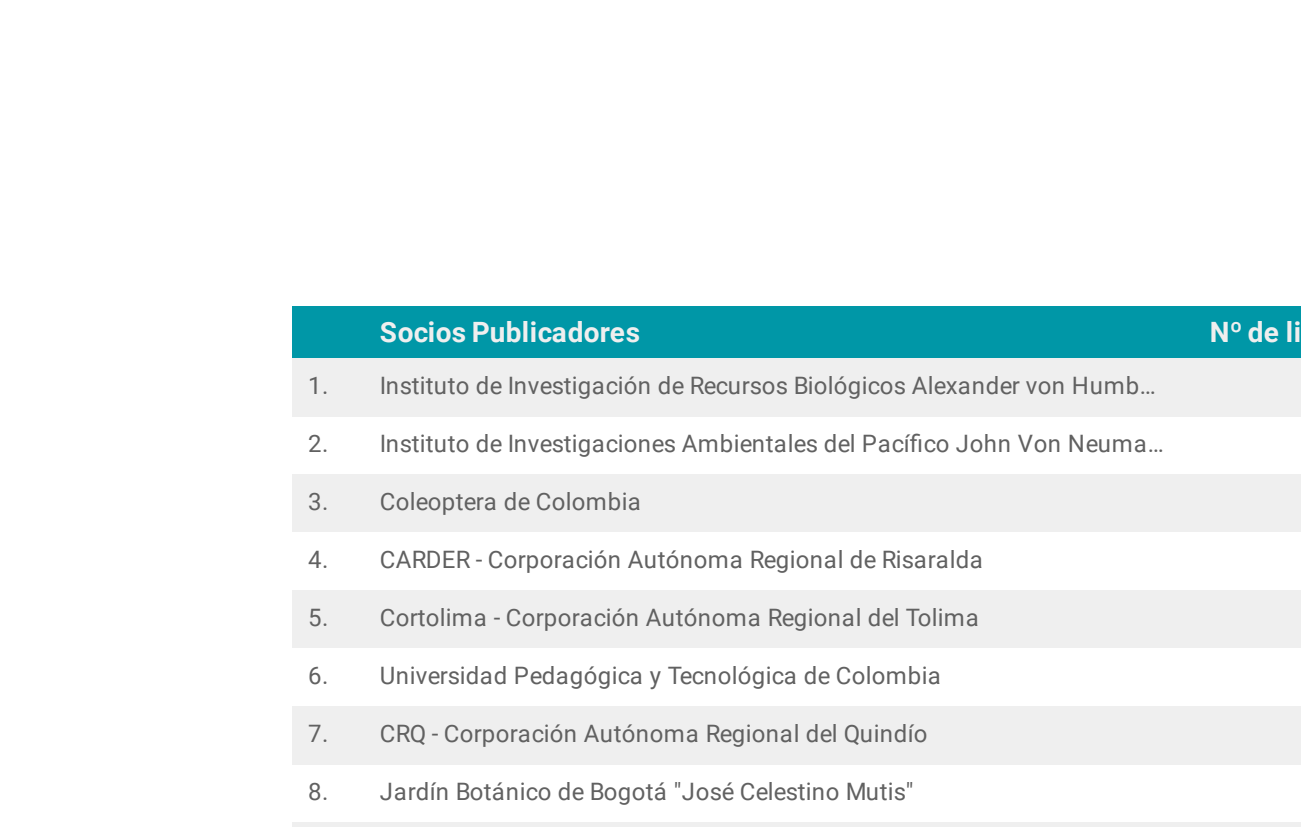 Socios Publicadores Nº de li
1. Instituto de Investigación de Recursos Biológicos Alexander von Humb…
2. Instituto de Investigaciones Ambientales del Pacífico John Von Neuma…
3. Coleoptera de Colombia
4. CARDER - Corporación Autónoma Regional de Risaralda
5. Cortolima - Corporación Autónoma Regional del Tolima
6. Universidad Pedagógica y Tecnológica de Colombia
7. CRQ - Corporación Autónoma Regional del Quindío
8. Jardín Botánico de Bogotá "José Celestino Mutis"